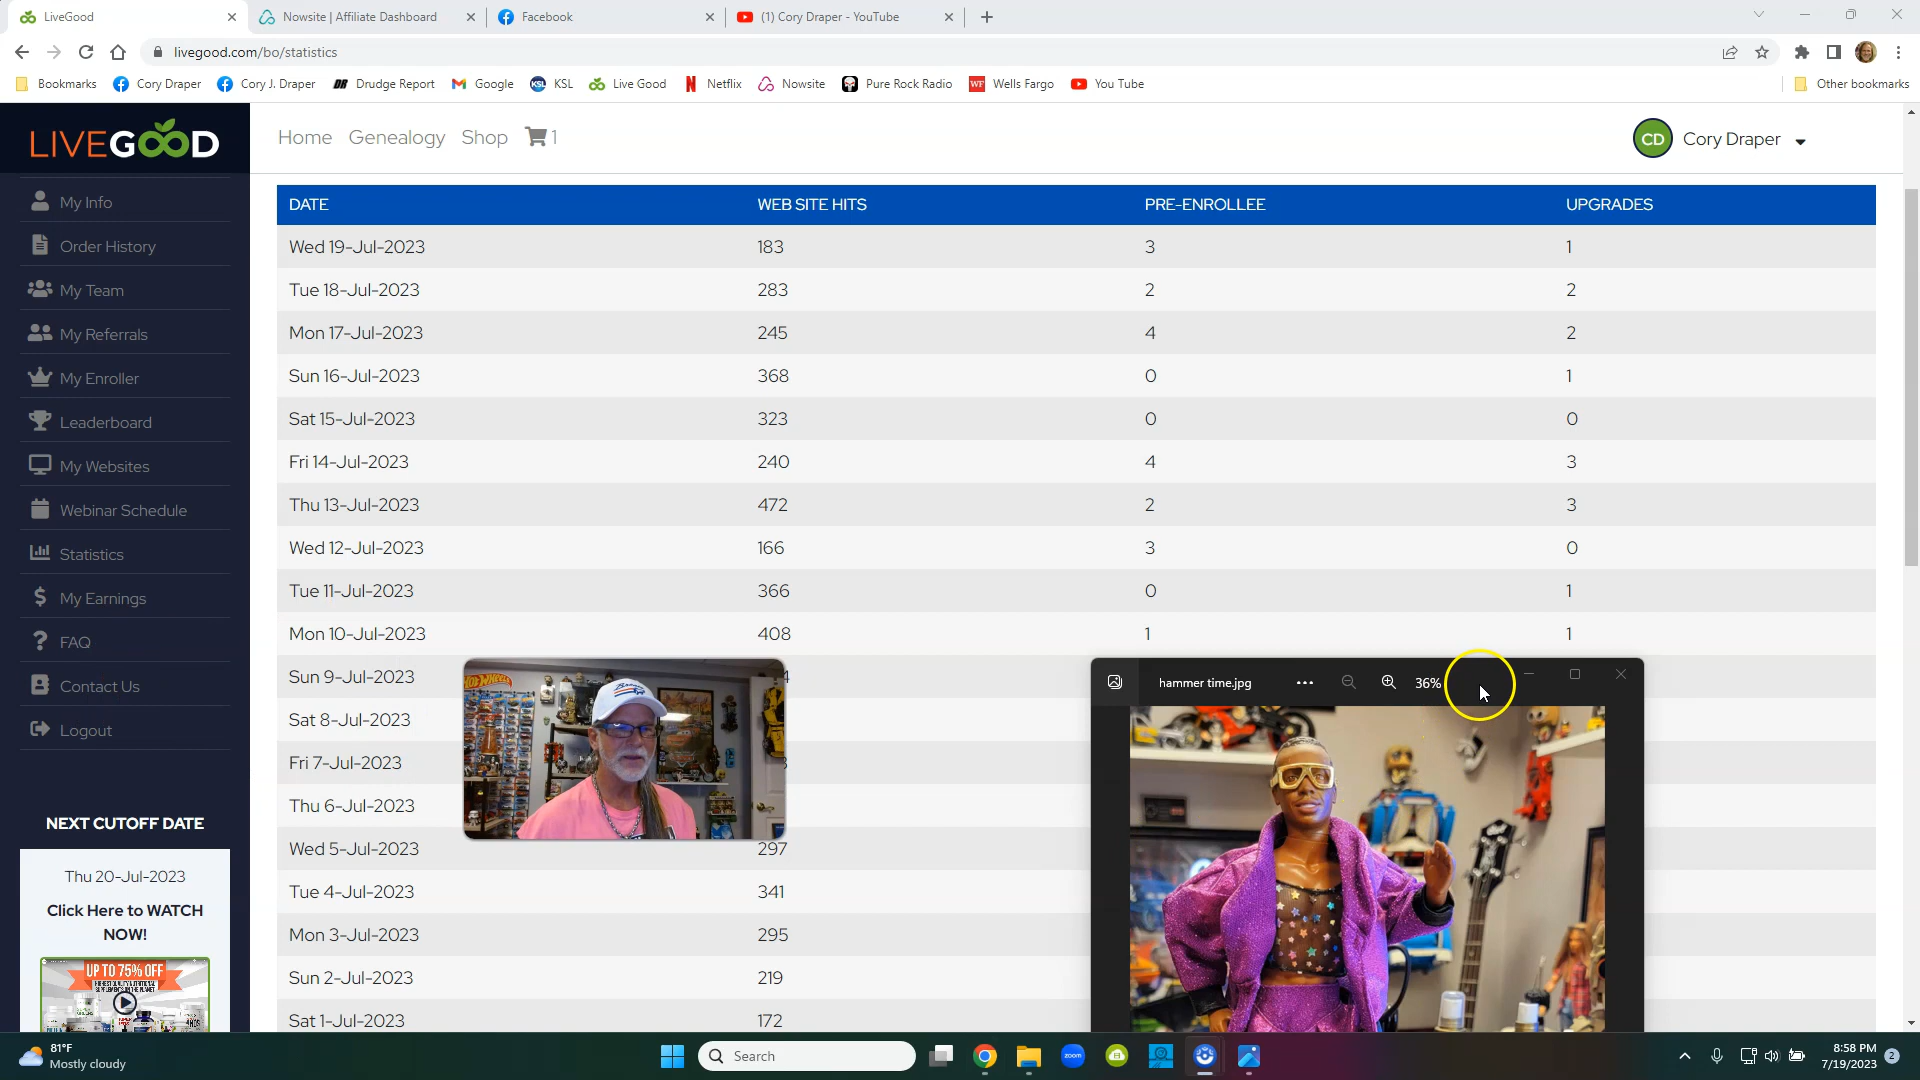 LiveGood
Nowsite | Affiliate Dashboard
Facebook
(1) Cory Draper - YouTube
livegood.com/bo/statistics
Bookmarks
Cory Draper
Cory J. Draper
DR Drudge Report
Google
KSL KSL
Live Good
Netflix
Nowsite
Pure Rock Radio
WF Wells Fargo
You Tube
Other bookmarks
LIVEGOOD
Home Genealogy Shop 1
CD Cory Draper
My Info
Order History
My Team
My Referrals
My Enroller
Leaderboard
My Websites
Webinar Schedule
Statistics
My Earnings
FAQ
Contact Us
Logout
NEXT CUTOFF DATE
Thu 20-Jul-2023
Click Here to WATCH
NOW!
UP TO 75% OFF
DATE WEB SITE HITS PRE-ENROLLEE UPGRADES
Wed 19-Jul-2023 183 3 1
Tue 18-Jul-2023 283 2 2
Mon 17-Jul-2023 245 4 2
Sun 16-Jul-2023 368 0 1
Sat 15-Jul-2023 323 0 0
Fri 14-Jul-2023 240 4 3
Thu 13-Jul-2023 472 2 3
Wed 12-Jul-2023 166 3 0
Tue 11-Jul-2023 366 0 1
Mon 10-Jul-2023 408 1 1
Sun 9-Jul-2023
Sat 8-Jul-2023
Fri 7-Jul-2023
Thu 6-Jul-2023
Wed 5-Jul-2023 297
Tue 4-Jul-2023 341
Mon 3-Jul-2023 295
Sun 2-Jul-2023 219
Sat 1-Jul-2023 172
HOT WHEELS
hammer time.jpg
36%
81°F
Mostly cloudy
Search
zoom
8:58 PM
7/19/2023
2